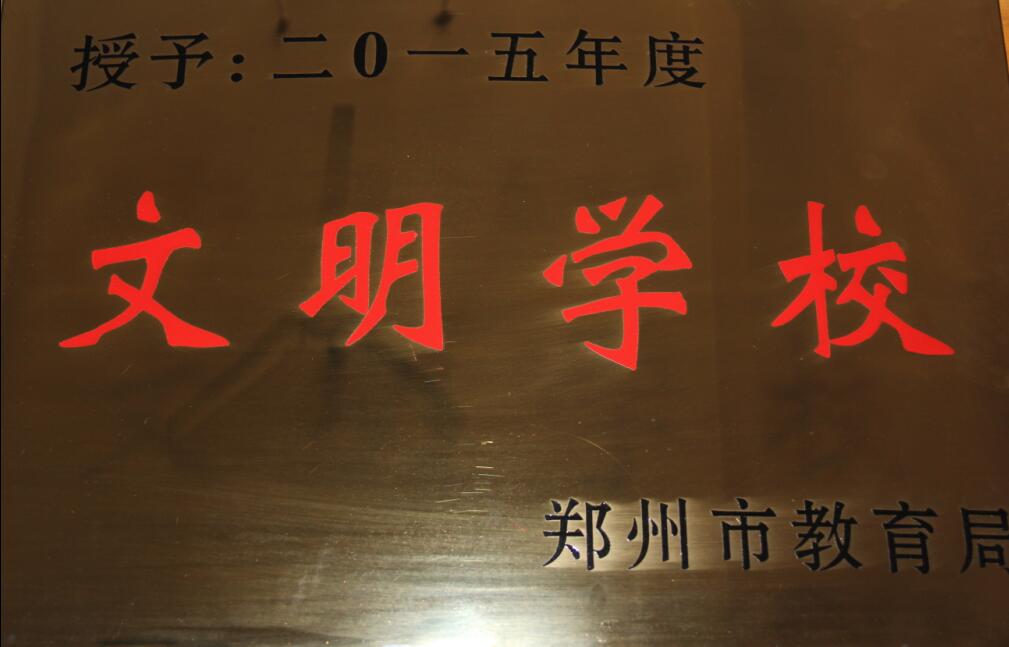 授予:二0一五年度
文明学校
郑州市教育局